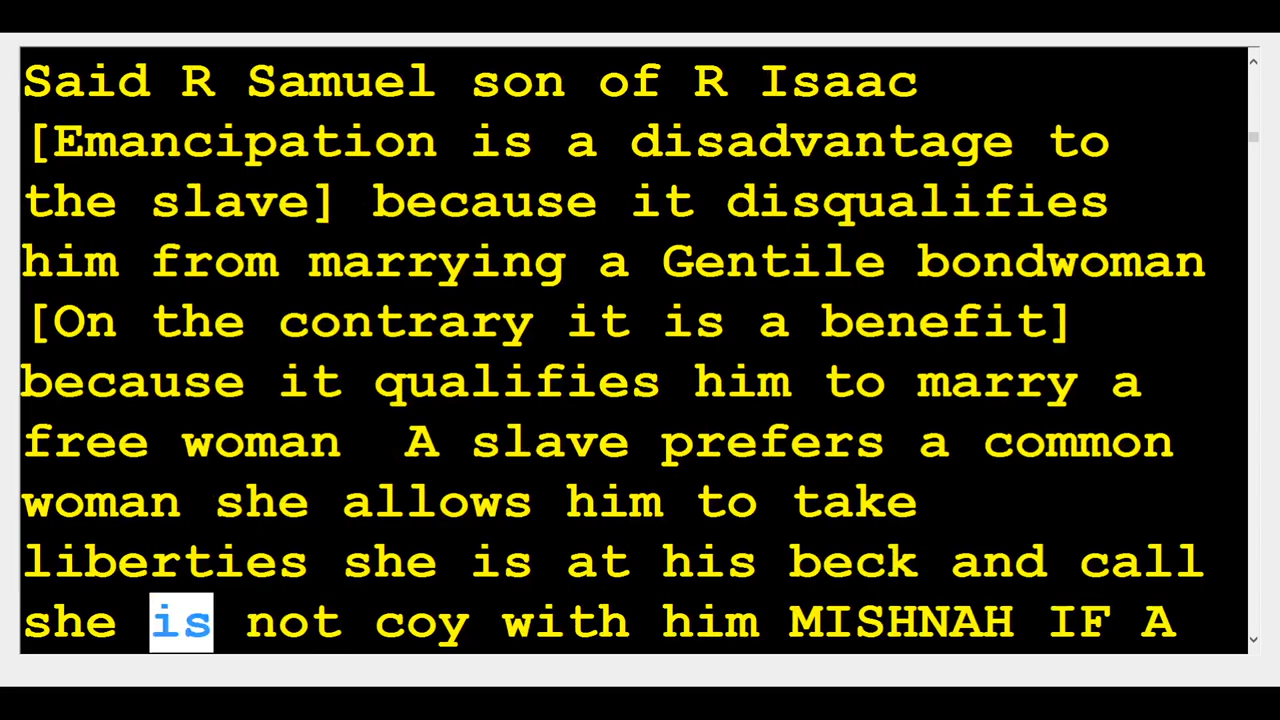 Said R Samuel son of R Isaac
[Emancipation is a disadvantage to
the slave] because it disqualifies
him from marrying a Gentile bondwoman
[On the contrary it is a benefit]
because it qualifies him to marry a
free woman  A slave prefers a common
woman she allows him to take
liberties she is at his beck and call
she is not coy with him MISHNAH IF A